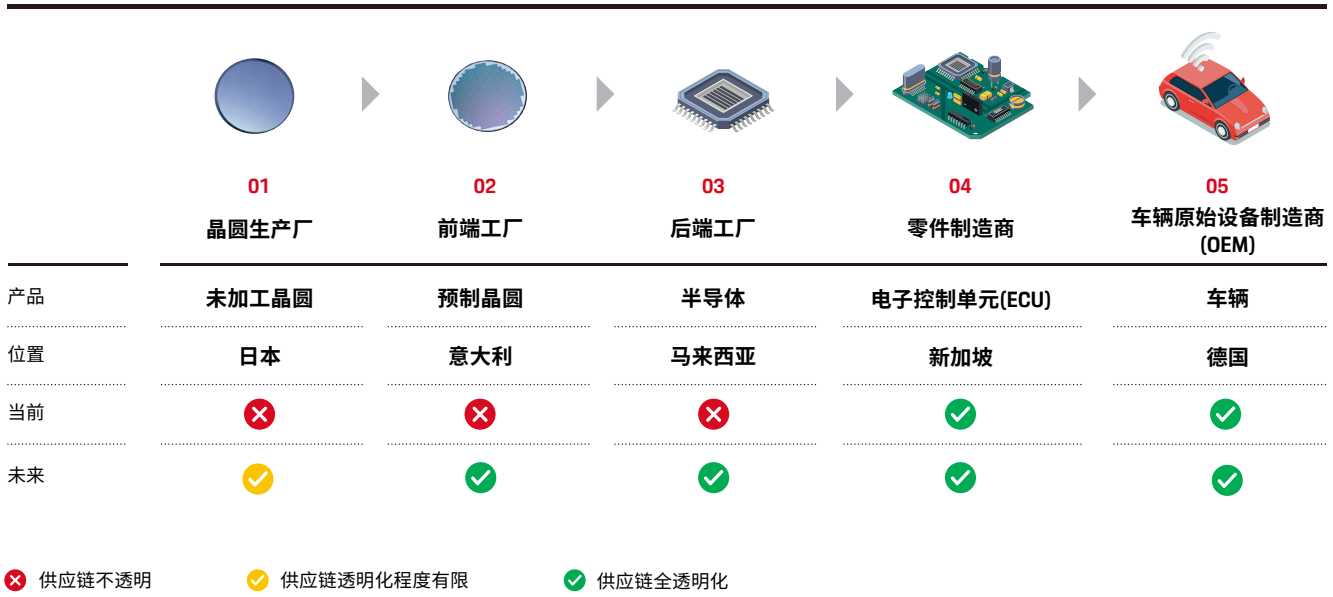 01 02 03 04 05
晶圆生产厂 前端工厂 后端工厂 零件制造商 车辆原始设备制造商
(OEM)
产品 未加工晶圆 预制晶圆 半导体 电子控制单元(ECU) 车辆
位置 日本 意大利 马来西亚 新加坡 德国
当前
未来
供应链不透明 供应链透明化程度有限 供应链全透明化